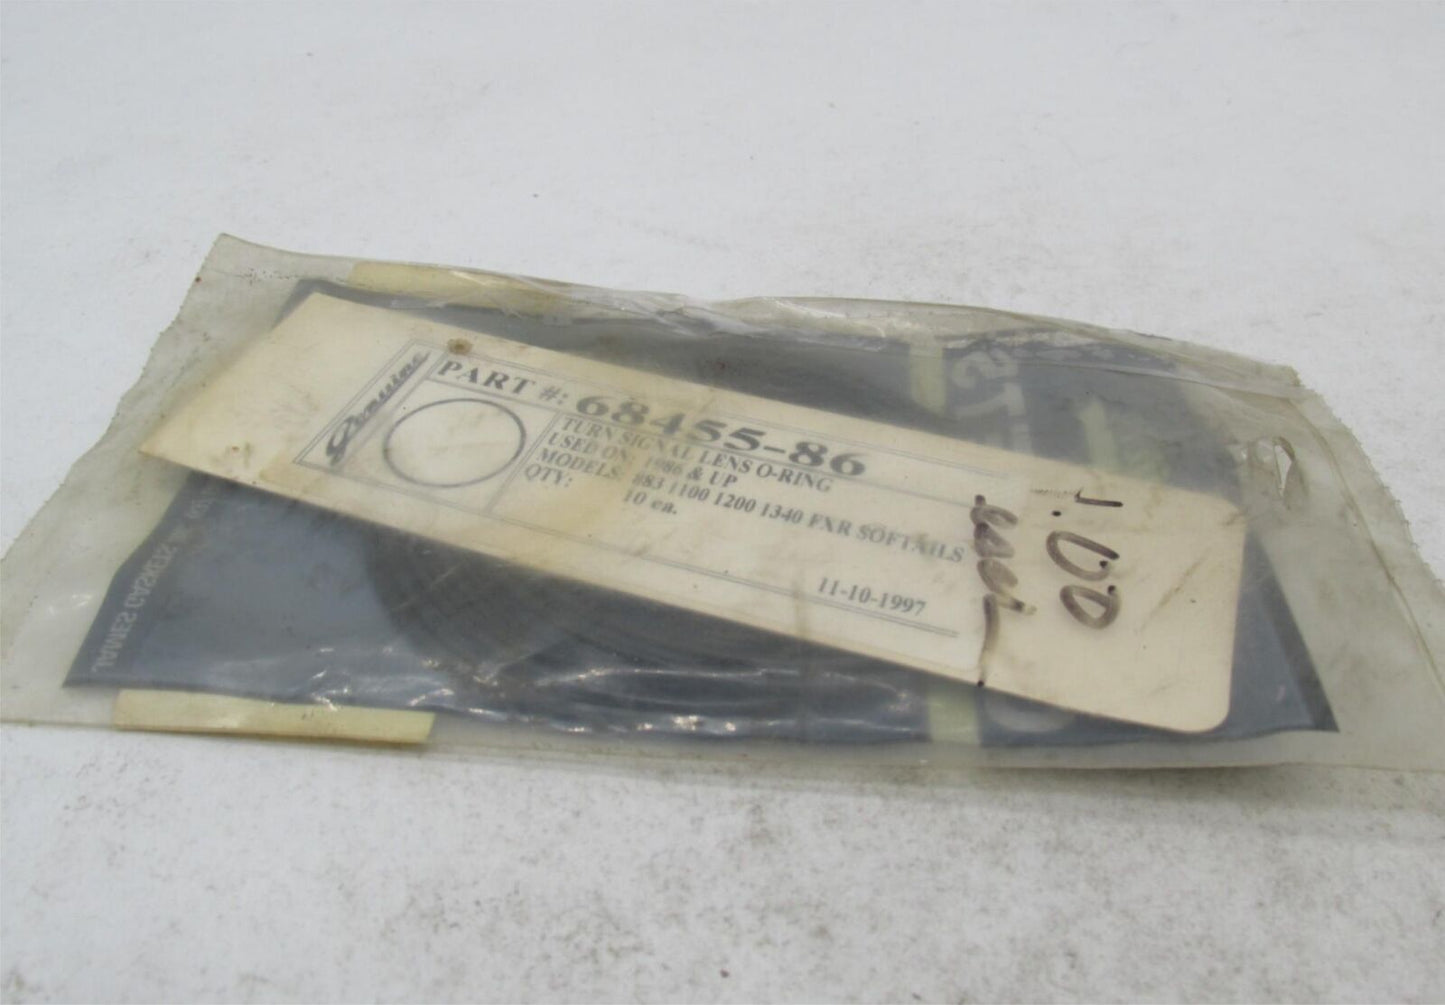 Genuine
PART #: 68455-86
TURN SIGNAL LENS O-RING
USED ON: 1986 & UP
MODELS: 883 1100 1200 1340 FXR SOFTAILS
QTY: 10 ea.
11-10-1997
1.00
each